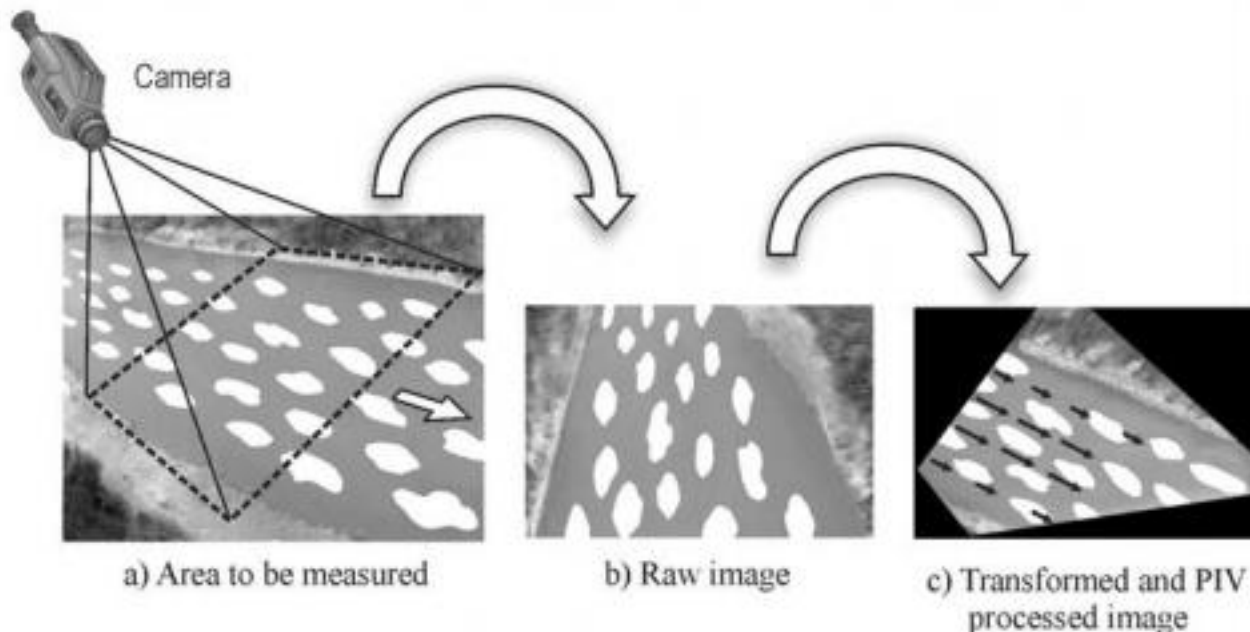 Camera
a) Area to be measured
b) Raw image
c) Transformed and PIV
processed image